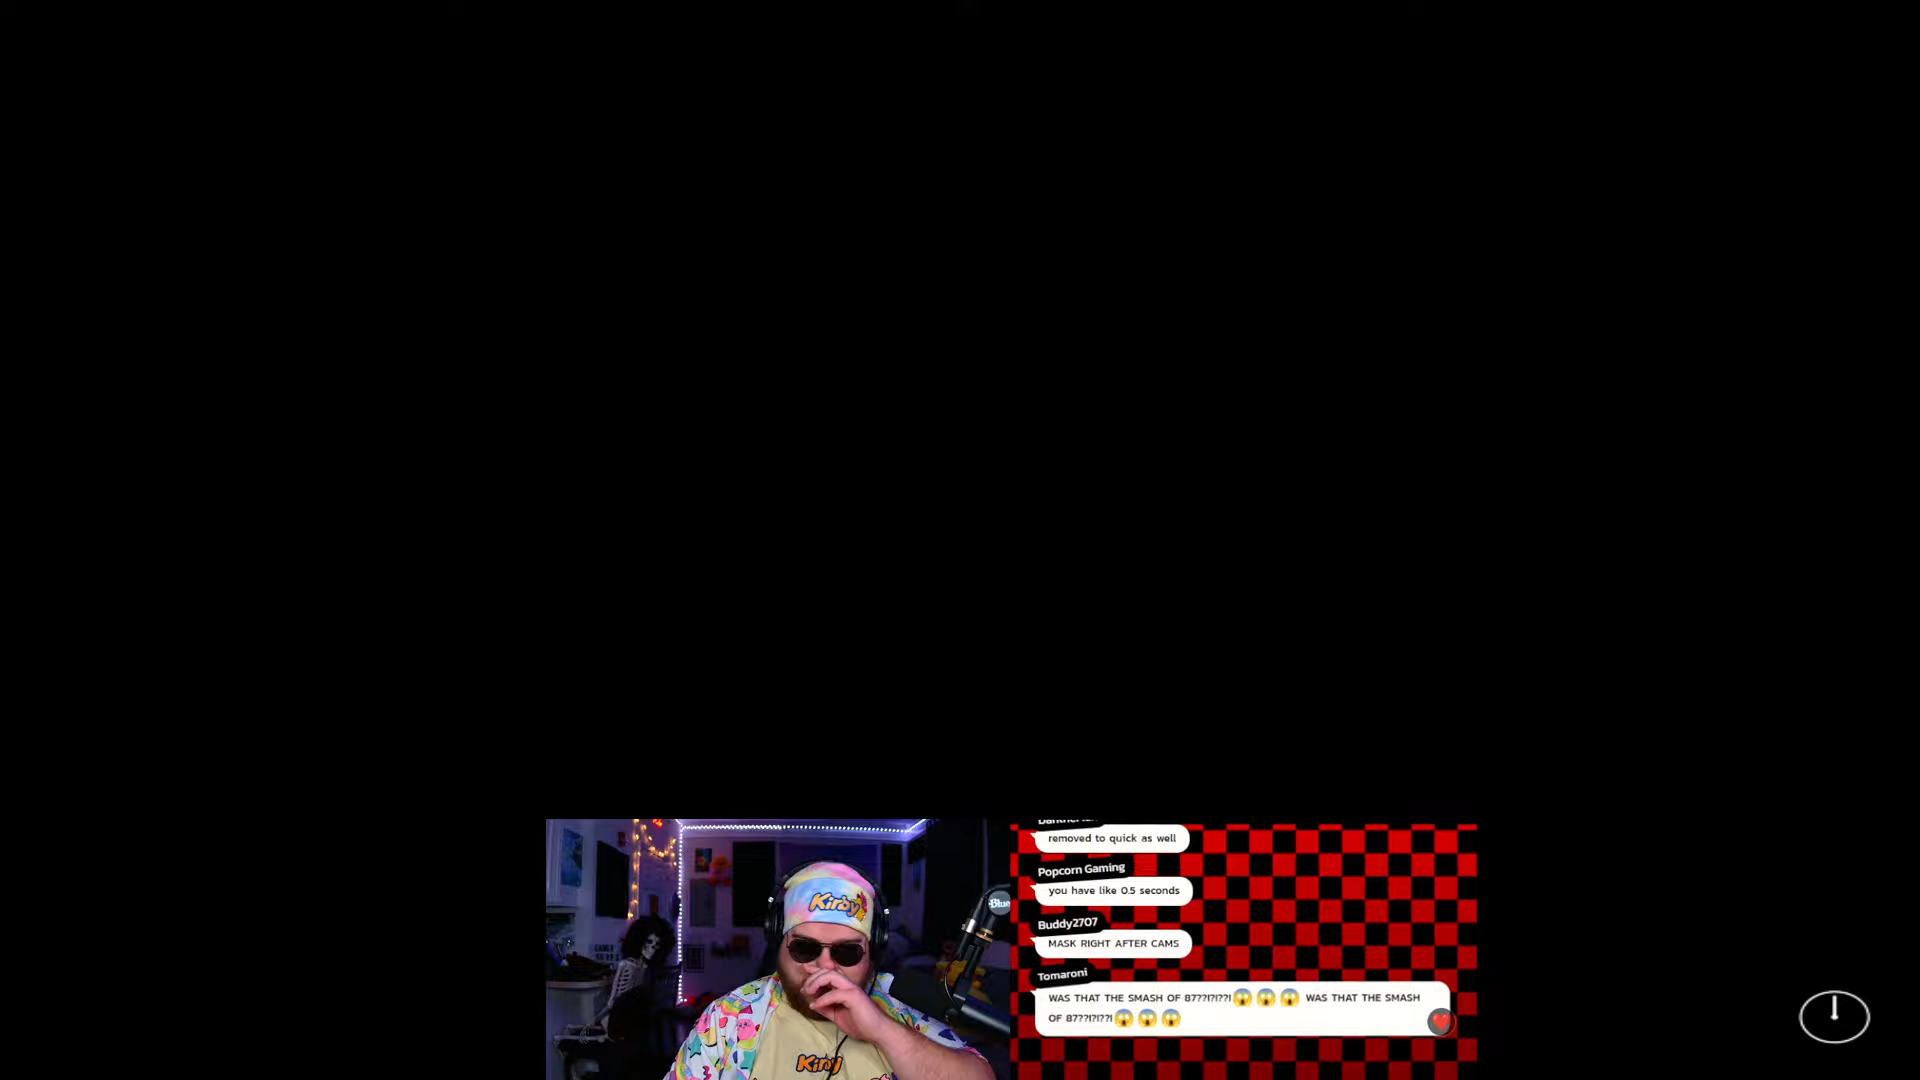 removed to quick as well
Popcorn Gaming
you have like 0.5 seconds
Buddy2707
MASK RIGHT AFTER CAMS
Tomaroni
WAS THAT THE SMASH OF 87??!?!??!😱😱😱 WAS THAT THE SMASH
OF 87??!?!??!😱😱😱
Kirby
Blue
Kirby